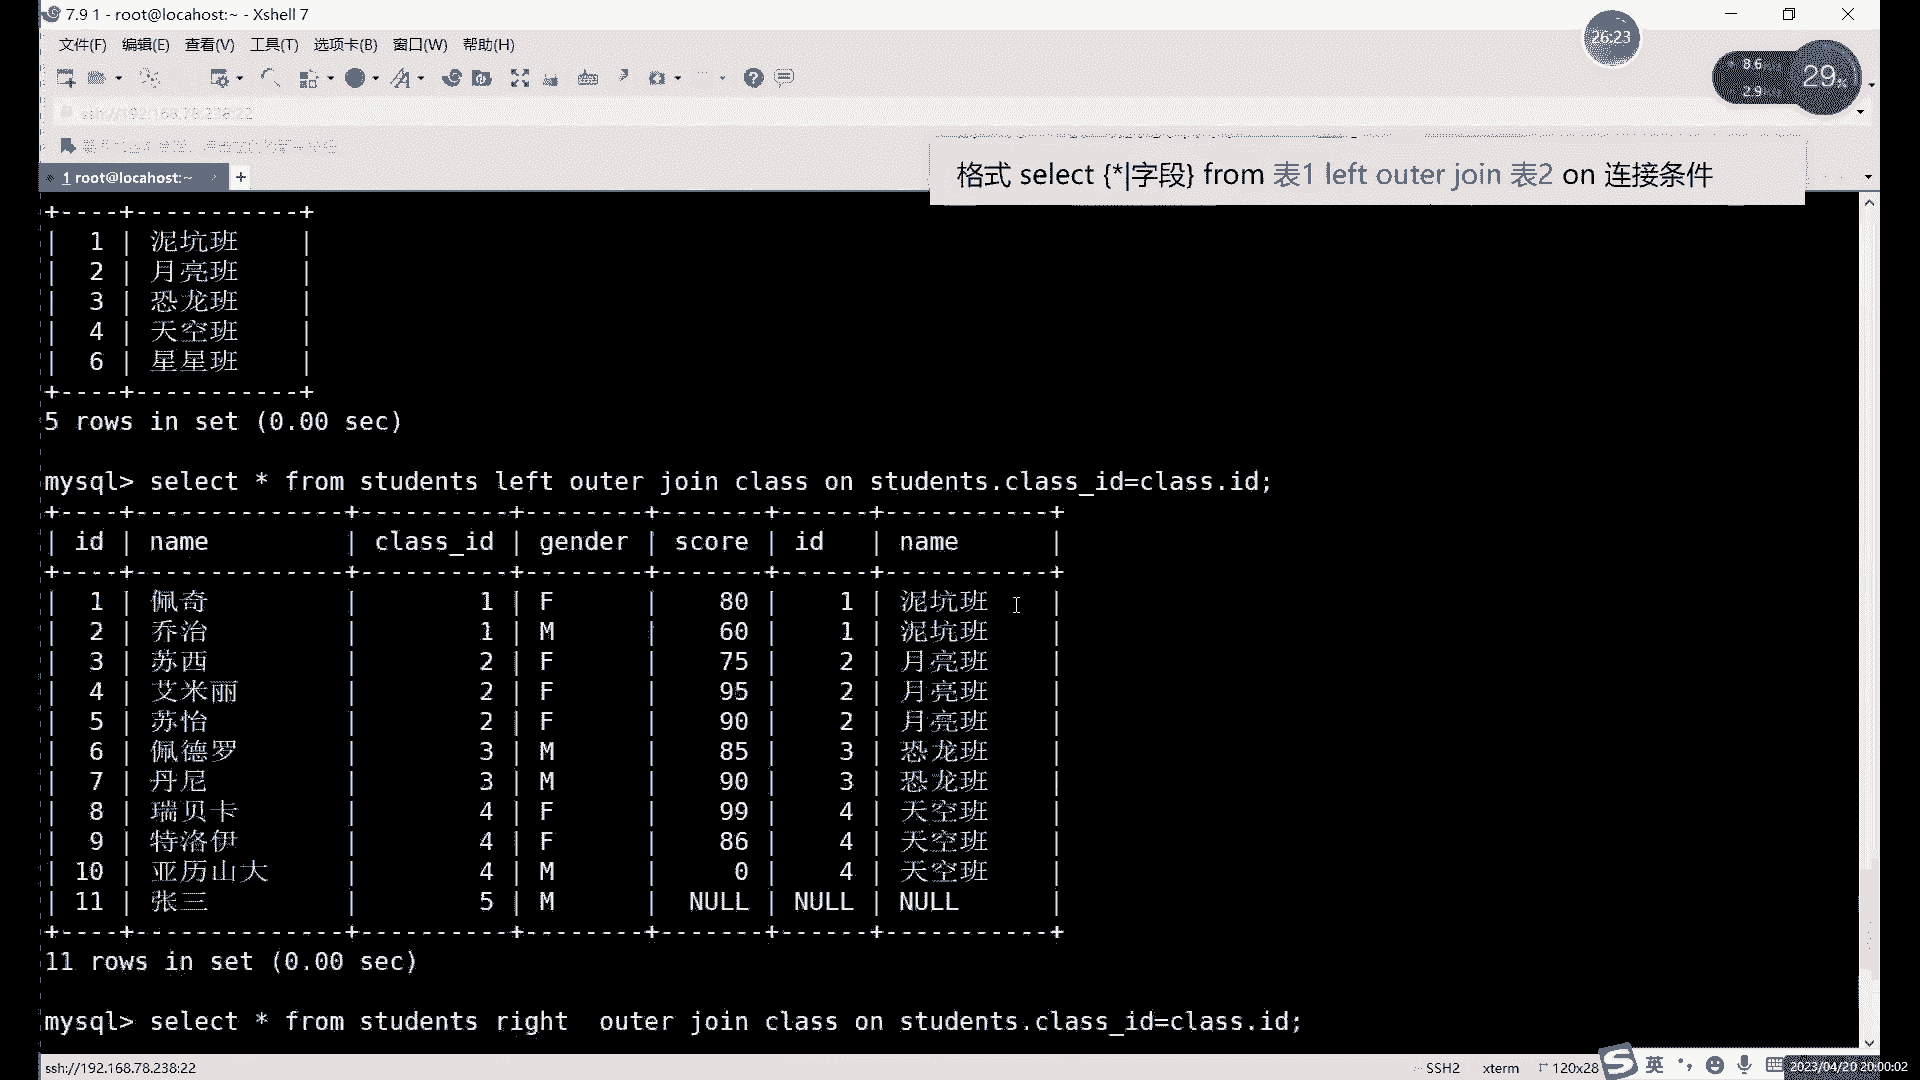 7.9 1 - root@locahost:~ - Xshell 7
文件(F) 编辑(E) 查看(V) 工具(T) 选项卡(B) 窗口(W) 帮助(H)
26:23
8.6
2.9
29%
ssh://192.168.78.238:22
1 root@locahost:~ +
格式 select {*|字段} from 表1 left outer join 表2 on 连接条件
+----+-----------+
| 1 | 泥坑班 |
| 2 | 月亮班 |
| 3 | 恐龙班 |
| 4 | 天空班 |
| 6 | 星星班 |
+----+-----------+
5 rows in set (0.00 sec)
mysql> select * from students left outer join class on students.class_id=class.id;
+----+--------------+----------+--------+-------+------+-----------+
| id | name | class_id | gender | score | id | name |
+----+--------------+----------+--------+-------+------+-----------+
| 1 | 佩奇 | 1 | F | 80 | 1 | 泥坑班 |
| 2 | 乔治 | 1 | M | 60 | 1 | 泥坑班 |
| 3 | 苏西 | 2 | F | 75 | 2 | 月亮班 |
| 4 | 艾米丽 | 2 | F | 95 | 2 | 月亮班 |
| 5 | 苏怡 | 2 | F | 90 | 2 | 月亮班 |
| 6 | 佩德罗 | 3 | M | 85 | 3 | 恐龙班 |
| 7 | 丹尼 | 3 | M | 90 | 3 | 恐龙班 |
| 8 | 瑞贝卡 | 4 | F | 99 | 4 | 天空班 |
| 9 | 特洛伊 | 4 | F | 86 | 4 | 天空班 |
| 10 | 亚历山大 | 4 | M | 0 | 4 | 天空班 |
| 11 | 张三 | 5 | M | NULL | NULL | NULL |
+----+--------------+----------+--------+-------+------+-----------+
11 rows in set (0.00 sec)
mysql> select * from students right  outer join class on students.class_id=class.id;
ssh://192.168.78.238:22 SSH2 xterm 120x28 英 2023/04/20 20:00:02